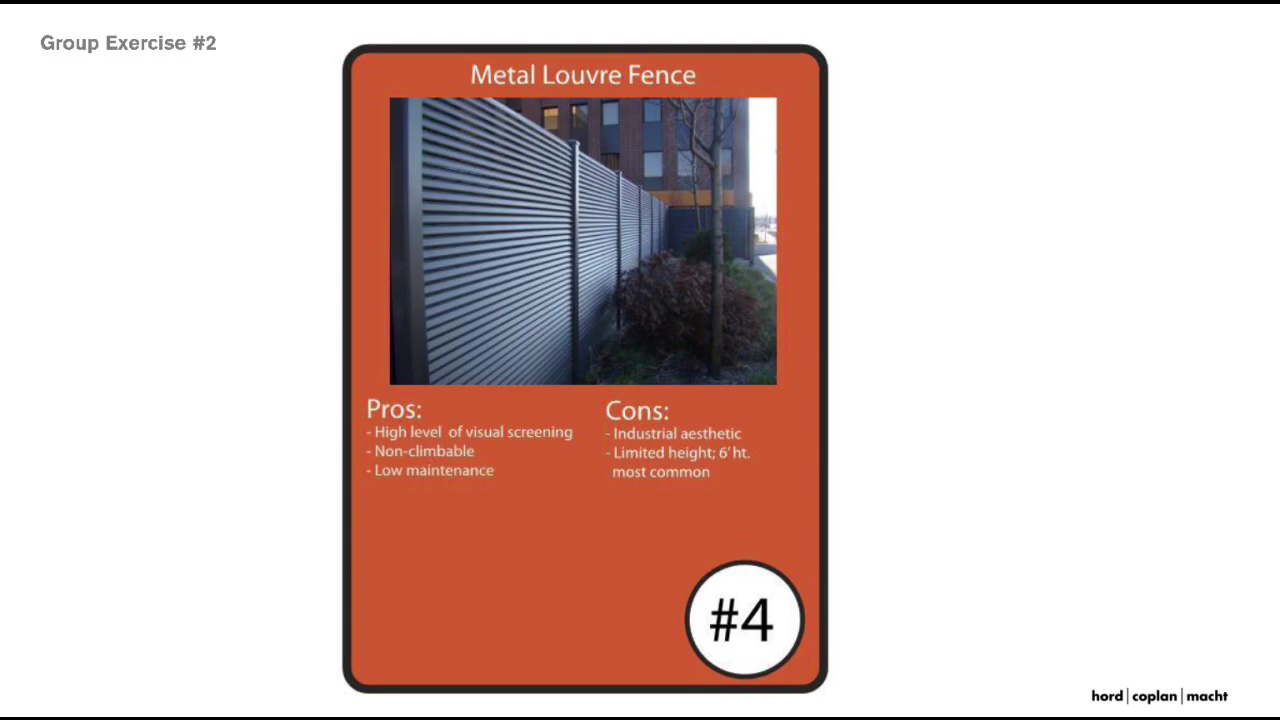 Group Exercise #2
Metal Louvre Fence
Pros:
- High level of visual screening
- Non-climbable
- Low maintenance
Cons:
- Industrial aesthetic
- Limited height; 6' ht.
most common
#4
hord | coplan | macht